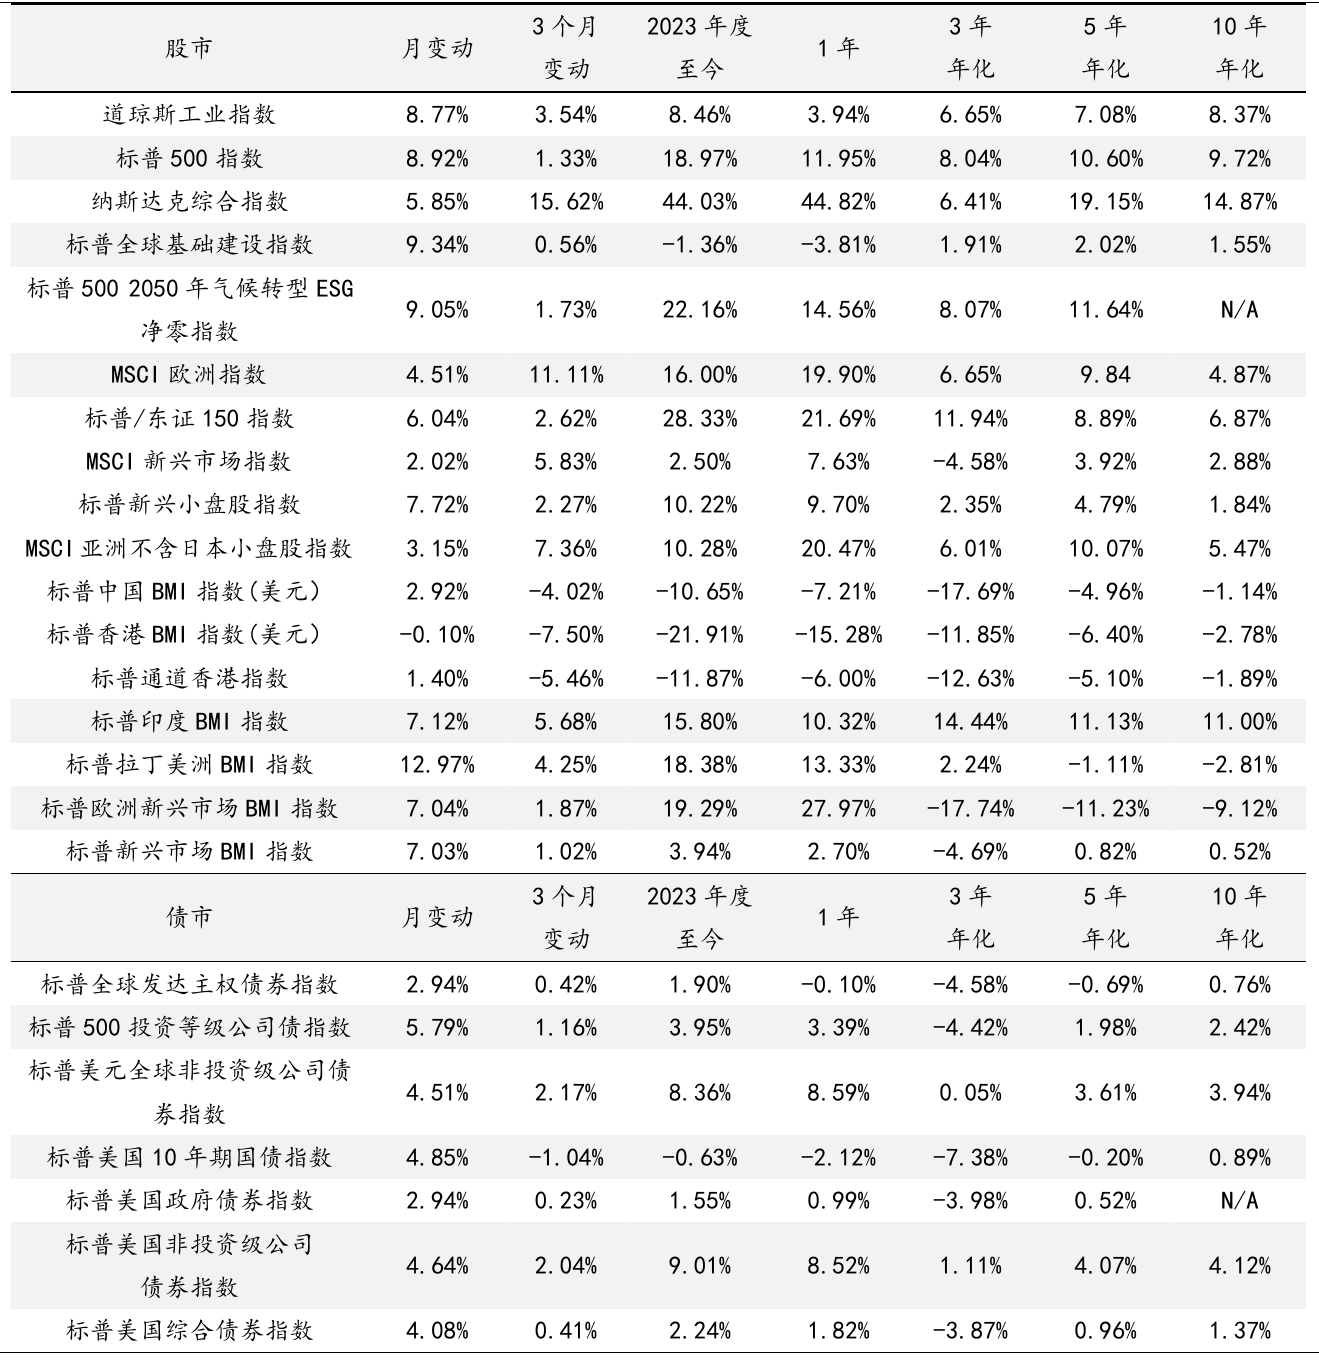 股市 月变动 3个月变动 2023年度至今 1年 3年年化 5年年化 10年年化
道琼斯工业指数 8.77% 3.54% 8.46% 3.94% 6.65% 7.08% 8.37%
标普500指数 8.92% 1.33% 18.97% 11.95% 8.04% 10.60% 9.72%
纳斯达克综合指数 5.85% 15.62% 44.03% 44.82% 6.41% 19.15% 14.87%
标普全球基础建设指数 9.34% 0.56% -1.36% -3.81% 1.91% 2.02% 1.55%
标普500 2050年气候转型ESG
净零指数 9.05% 1.73% 22.16% 14.56% 8.07% 11.64% N/A
MSCI欧洲指数 4.51% 11.11% 16.00% 19.90% 6.65% 9.84 4.87%
标普/东证150指数 6.04% 2.62% 28.33% 21.69% 11.94% 8.89% 6.87%
MSCI新兴市场指数 2.02% 5.83% 2.50% 7.63% -4.58% 3.92% 2.88%
标普新兴小盘股指数 7.72% 2.27% 10.22% 9.70% 2.35% 4.79% 1.84%
MSCI亚洲不含日本小盘股指数 3.15% 7.36% 10.28% 20.47% 6.01% 10.07% 5.47%
标普中国BMI指数(美元) 2.92% -4.02% -10.65% -7.21% -17.69% -4.96% -1.14%
标普香港BMI指数(美元) -0.10% -7.50% -21.91% -15.28% -11.85% -6.40% -2.78%
标普通道香港指数 1.40% -5.46% -11.87% -6.00% -12.63% -5.10% -1.89%
标普印度BMI指数 7.12% 5.68% 15.80% 10.32% 14.44% 11.13% 11.00%
标普拉丁美洲BMI指数 12.97% 4.25% 18.38% 13.33% 2.24% -1.11% -2.81%
标普欧洲新兴市场BMI指数 7.04% 1.87% 19.29% 27.97% -17.74% -11.23% -9.12%
标普新兴市场BMI指数 7.03% 1.02% 3.94% 2.70% -4.69% 0.82% 0.52%
债市 月变动 3个月变动 2023年度至今 1年 3年年化 5年年化 10年年化
标普全球发达主权债券指数 2.94% 0.42% 1.90% -0.10% -4.58% -0.69% 0.76%
标普500投资等级公司债指数 5.79% 1.16% 3.95% 3.39% -4.42% 1.98% 2.42%
标普美元全球非投资级公司债
券指数 4.51% 2.17% 8.36% 8.59% 0.05% 3.61% 3.94%
标普美国10年期国债指数 4.85% -1.04% -0.63% -2.12% -7.38% -0.20% 0.89%
标普美国政府债券指数 2.94% 0.23% 1.55% 0.99% -3.98% 0.52% N/A
标普美国非投资级公司
债券指数 4.64% 2.04% 9.01% 8.52% 1.11% 4.07% 4.12%
标普美国综合债券指数 4.08% 0.41% 2.24% 1.82% -3.87% 0.96% 1.37%